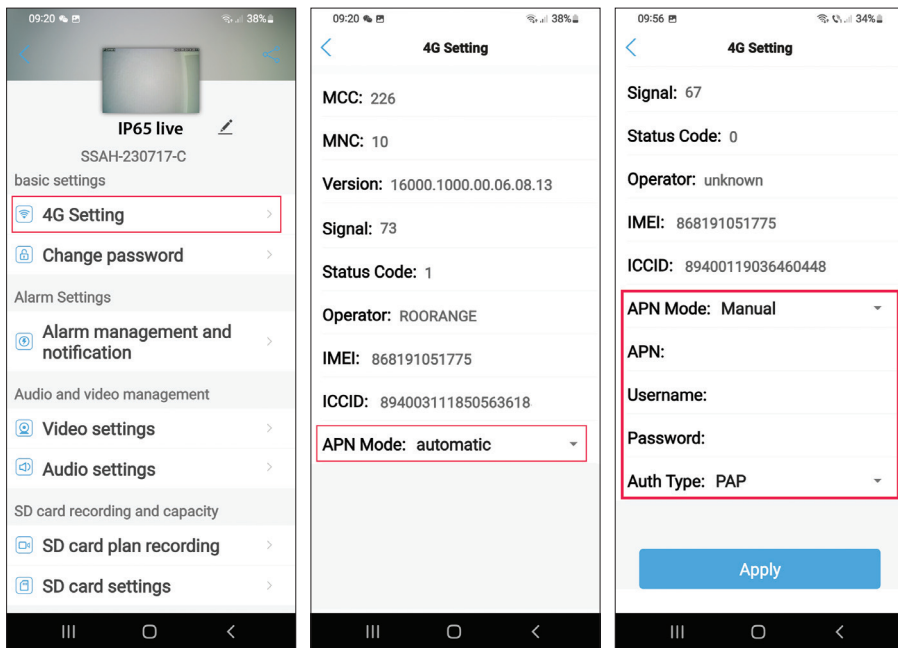 09:20 38%
IP65 live
SSAH-230717-C
basic settings
4G Setting
Change password
Alarm Settings
Alarm management and
notification
Audio and video management
Video settings
Audio settings
SD card recording and capacity
SD card plan recording
SD card settings
09:20 38%
4G Setting
MCC: 226
MNC: 10
Version: 16000.1000.00.06.08.13
Signal: 73
Status Code: 1
Operator: ROORANGE
IMEI: 868191051775
ICCID: 894003111850563618
APN Mode: automatic
09:56 34%
4G Setting
Signal: 67
Status Code: 0
Operator: unknown
IMEI: 868191051775
ICCID: 89400119036460448
APN Mode: Manual
APN:
Username:
Password:
Auth Type: PAP
Apply